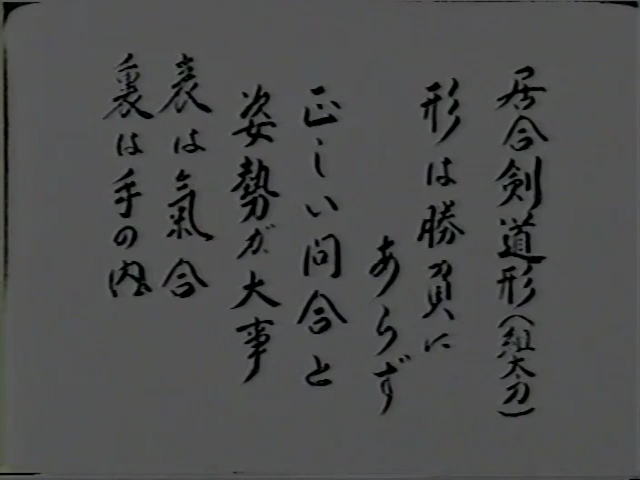 居合剣道形（組太刀）
形は勝負に
あらず
正しい问合と
姿勢が大事
表は氣合
裏は手の内